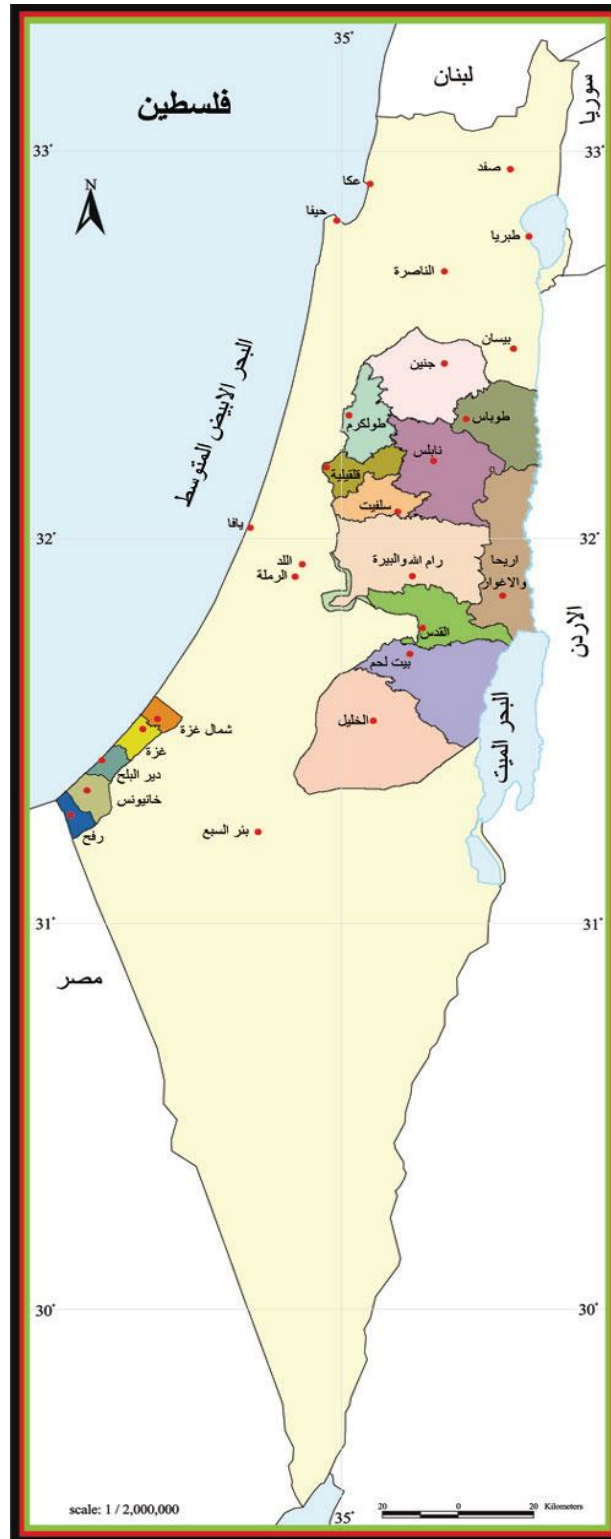 35°
لبنان
سوريا
فلسطين
33°
33°
صفد
عكا
N
حيفا
طبريا
الناصرة
بيسان
جنين
البحر الابيض المتوسط
طولكرم
طوباس
نابلس
قلقيلية
سلفيت
يافا
32°
32°
اللد
الرملة
رام الله والبيرة
اريحا
والاغوار
القدس
الاردن
بيت لحم
الخليل
البحر الميت
شمال غزة
غزة
دير البلح
خانيونس
رفح
بئر السبع
31°
31°
مصر
30°
30°
scale: 1 / 2,000,000
35°
20 0 20 Kilometers